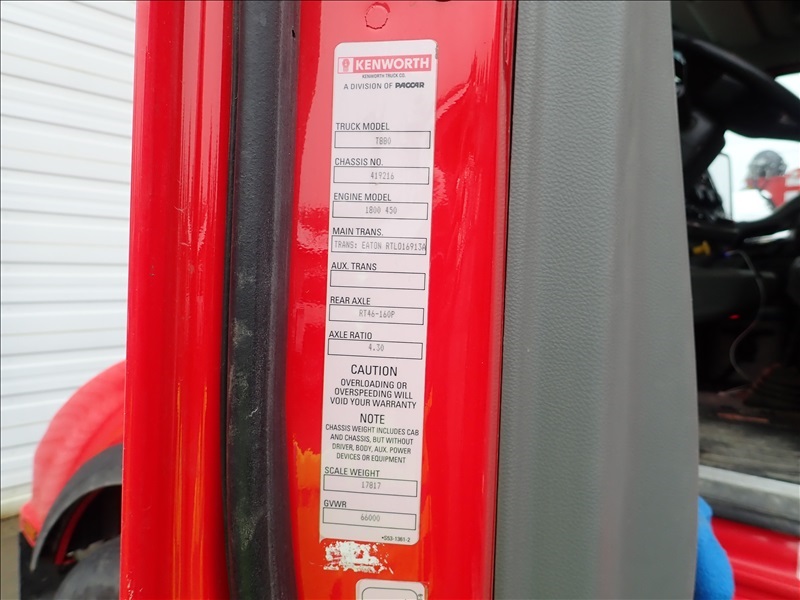 KENWORTH
KENWORTH TRUCK CO.
A DIVISION OF PACCAR
TRUCK MODEL
T880
CHASSIS NO.
419216
ENGINE MODEL
1800 450
MAIN TRANS.
TRANS: EATON RTLO16913A
AUX. TRANS
REAR AXLE
RT46-160P
AXLE RATIO
4.30
CAUTION
OVERLOADING OR
OVERSPEEDING WILL
VOID YOUR WARRANTY
NOTE
CHASSIS WEIGHT INCLUDES CAB
AND CHASSIS, BUT WITHOUT
DRIVER, BODY, AUX. POWER
DEVICES OR EQUIPMENT
SCALE WEIGHT
17817
GVWR
66000